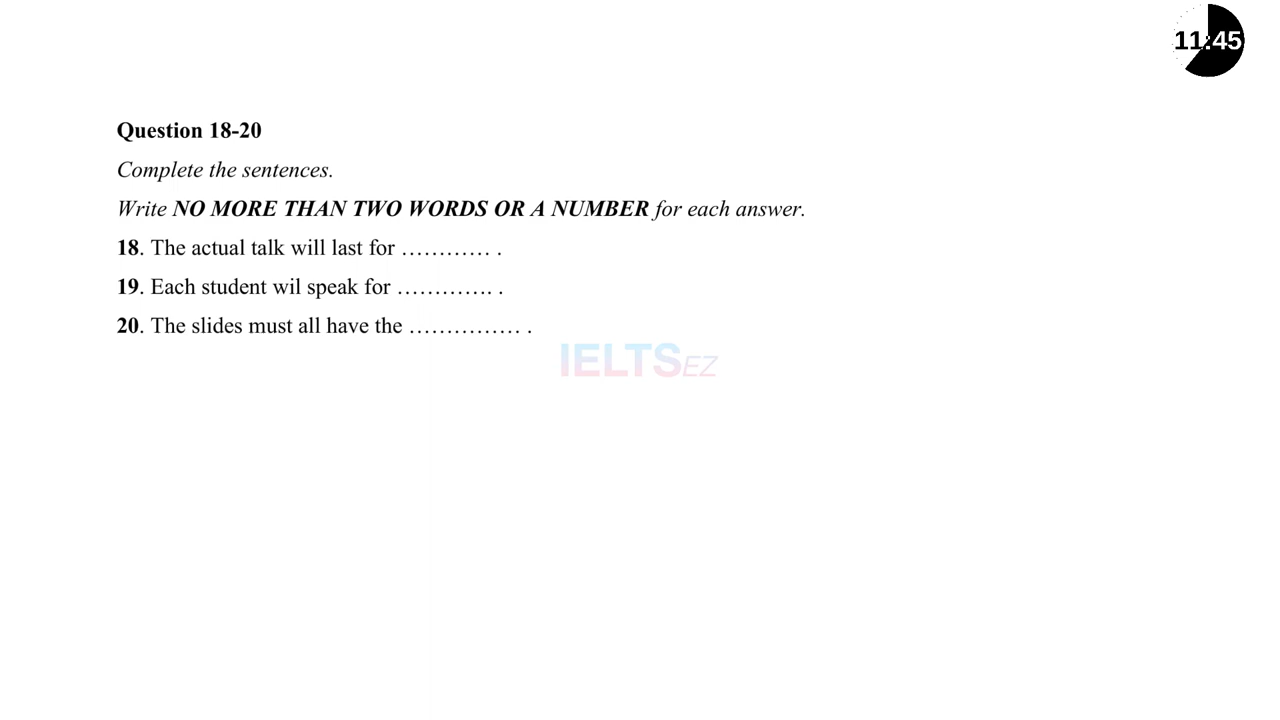 11:45
Question 18-20
Complete the sentences.
Write NO MORE THAN TWO WORDS OR A NUMBER for each answer.
18. The actual talk will last for ………… .
19. Each student wil speak for …………. .
20. The slides must all have the …………… .
IELTSEZ